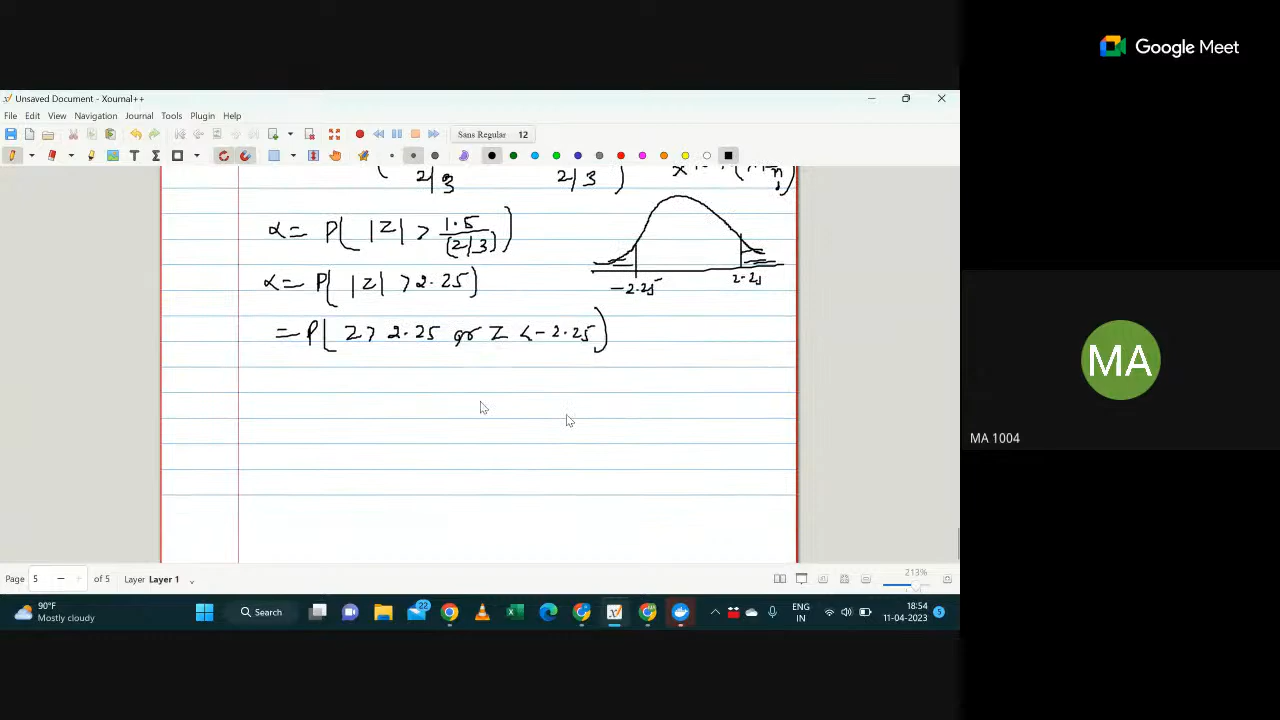 Google Meet
Unsaved Document - Xournal++
File Edit View Navigation Journal Tools Plugin Help
Sans Regular 12
2/3 2/3
α = P( |Z| > 1.5/(2/3) )
α = P( |Z| > 2.25 )
-2.25 2.25
= P( Z > 2.25 or Z < -2.25 )
MA
MA 1004
Page 5 of 5 Layer Layer 1
213%
90°F
Mostly cloudy
Search
22
ENG
IN
18:54
11-04-2023
5